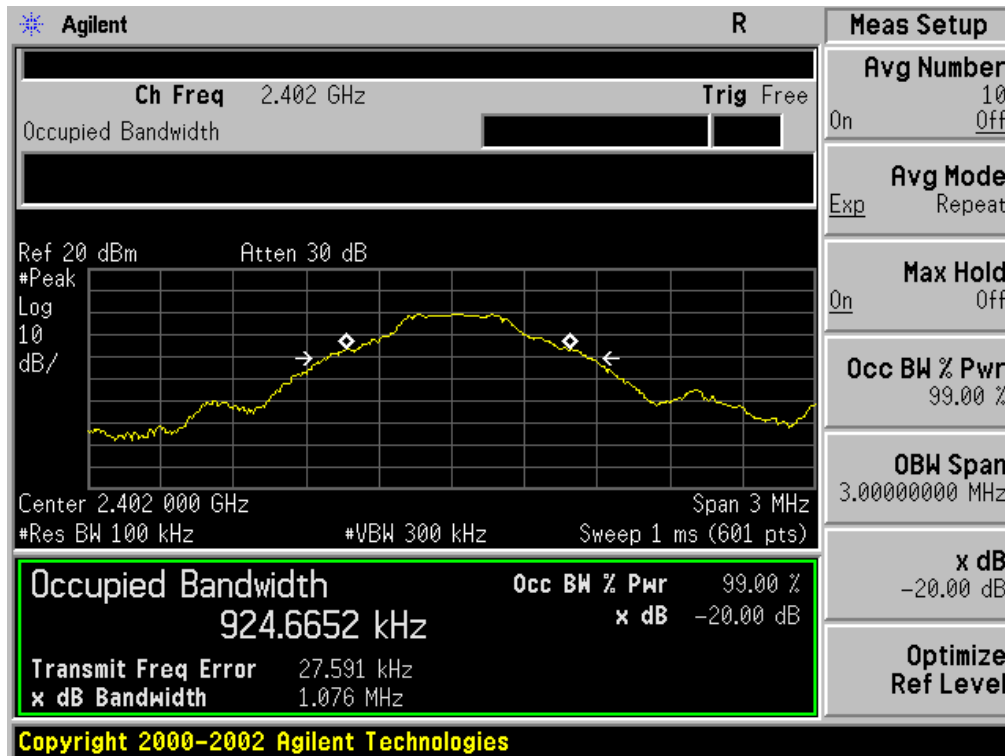 Agilent R
Ch Freq 2.402 GHz Trig Free
Occupied Bandwidth
Ref 20 dBm Atten 30 dB
#Peak
Log
10
dB/
Center 2.402 000 GHz Span 3 MHz
#Res BW 100 kHz #VBW 300 kHz Sweep 1 ms (601 pts)
Occupied Bandwidth Occ BW % Pwr 99.00 %
924.6652 kHz x dB -20.00 dB
Transmit Freq Error 27.591 kHz
x dB Bandwidth 1.076 MHz
Copyright 2000-2002 Agilent Technologies
Meas Setup
Avg Number
10
On Off
Avg Mode
Exp Repeat
Max Hold
On Off
Occ BW % Pwr
99.00 %
OBW Span
3.00000000 MHz
x dB
-20.00 dB
Optimize
Ref Level